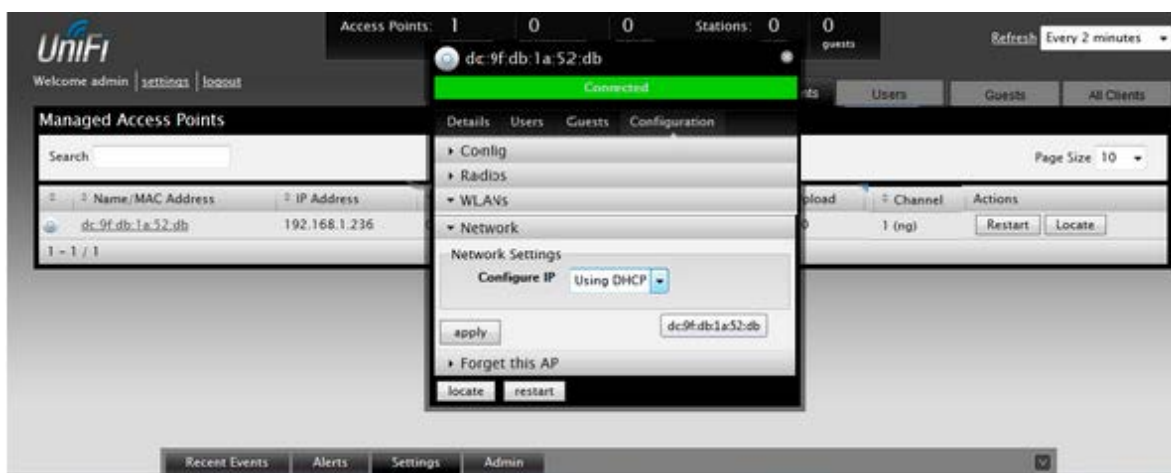 UniFi
Access Points: 1 0 0 Stations: 0 0
guests
Refresh Every 2 minutes
Welcome admin settings logout
dc:9f:db:1a:52:db
Connected
Users Guests All Clients
Managed Access Points
Details Users Guests Configuration
Search
Page Size 10
Config
Radios
WLANs
Name/MAC Address IP Address Channel Actions
dc:9f:db:1a:52:db 192.168.1.236 1 (ng) Restart Locate
1 - 1 / 1
Network
Network Settings
Configure IP Using DHCP
apply
dc:9f:db:1a:52:db
Forget this AP
locate restart
Recent Events Alerts Settings Admin